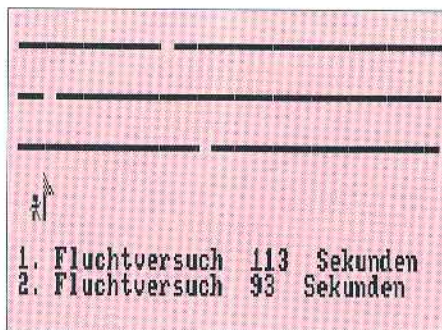 1. Fluchtversuch 113 Sekunden
2. Fluchtversuch 93 Sekunden